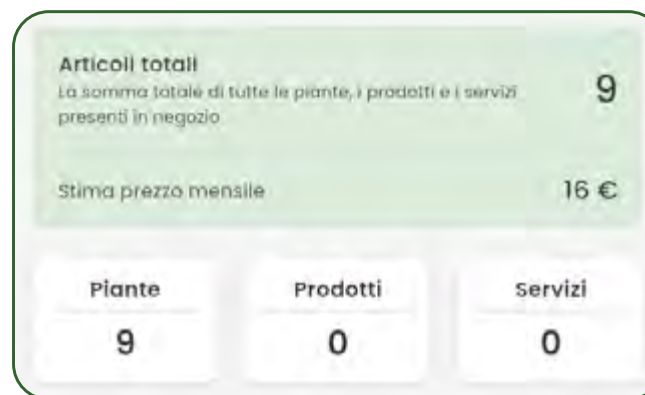 Articoli totali
La somma totale di tutte le piante, i prodotti e i servizi
presenti in negozio
9
Stima prezzo mensile
16 €
Piante
Prodotti
Servizi
9
0
0